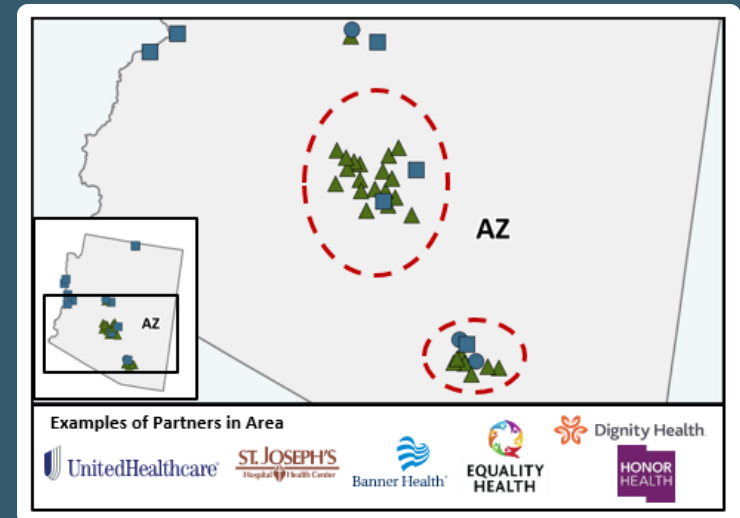 AZ
AZ
Examples of Partners in Area
UnitedHealthcare®
ST. JOSEPH'S
Hospital Health Center
Banner Health®
EQUALITY
HEALTH
Dignity Health.
HONOR
HEALTH